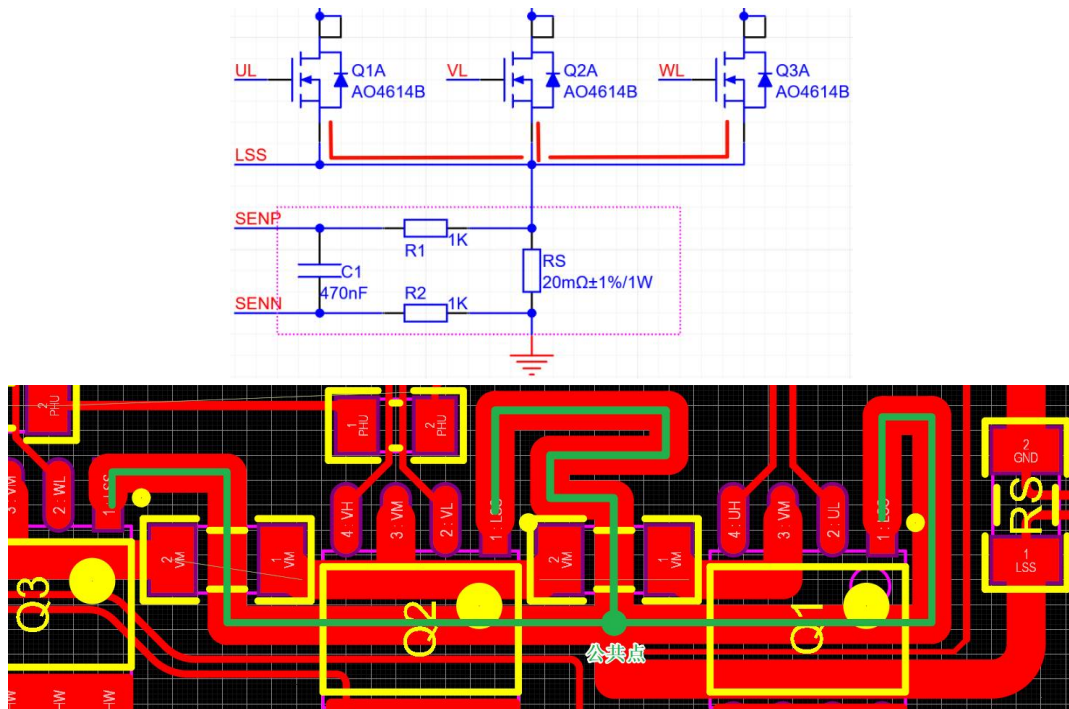 UL
Q1A
AO4614B
VL
Q2A
AO4614B
WL
Q3A
AO4614B
LSS
SENP
R1
1K
C1
470nF
RS
20mΩ±1%/1W
SENN
R2
1K
2
PHU
1
PHU
2
PHU
2
GND
RS
1
LSS
3 : VM
2 : WL
1 : LSS
4 : VH
3 : VM
2 : VL
1 : LSS
4 : UH
3 : VM
2 : UL
1 : LSS
2
VM
1
VM
2
VM
1
VM
Q3
Q2
Q1
公共点